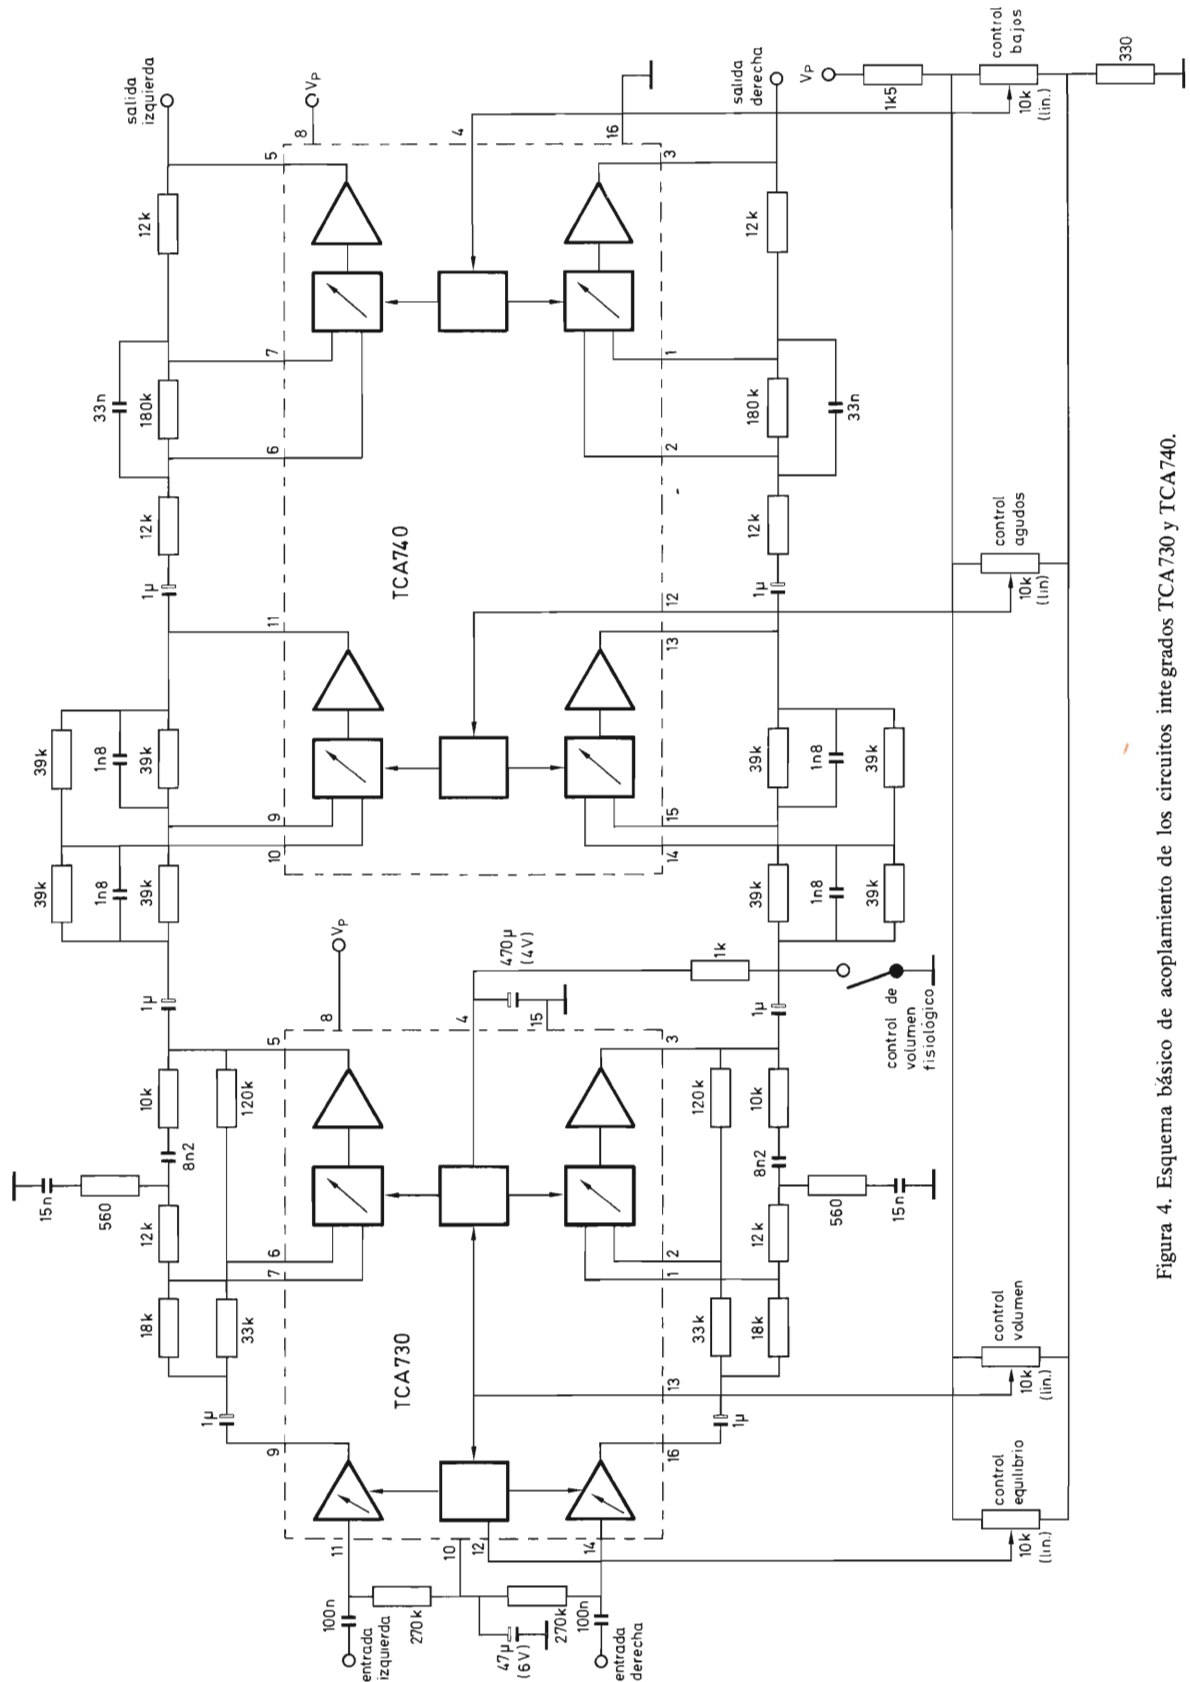 salida
izquierda
VP
8
5
12k
33n
180k
7
6
12k
1µ
11
39k
1n8
39k
39k
1n8
39k
9
10
TCA740
4
16
salida
derecha
3
12k
1
180k
33n
2
12k
1µ
12
13
39k
1n8
39k
15
14
39k
1n8
39k
VP
1k5
control
bajos
10k
(lin.)
330
control
agudos
10k
(lin)
1µ
VP
8
5
10k
120k
8n2
15n
560
12k
6
7
18k
33k
1µ
9
TCA730
4
470µ
(4V)
15
1k
control de
volumen
fisiológico
1µ
3
120k
10k
8n2
560
15n
12k
2
1
33k
18k
13
1µ
16
control
volumen
10k
(lin.)
control
equilibrio
10k
(lin.)
11
10
12
14
100n
entrada
izquierda
270k
47µ
(6V)
270k
100n
entrada
derecha
Figura 4. Esquema básico de acoplamiento de los circuitos integrados TCA730 y TCA740.